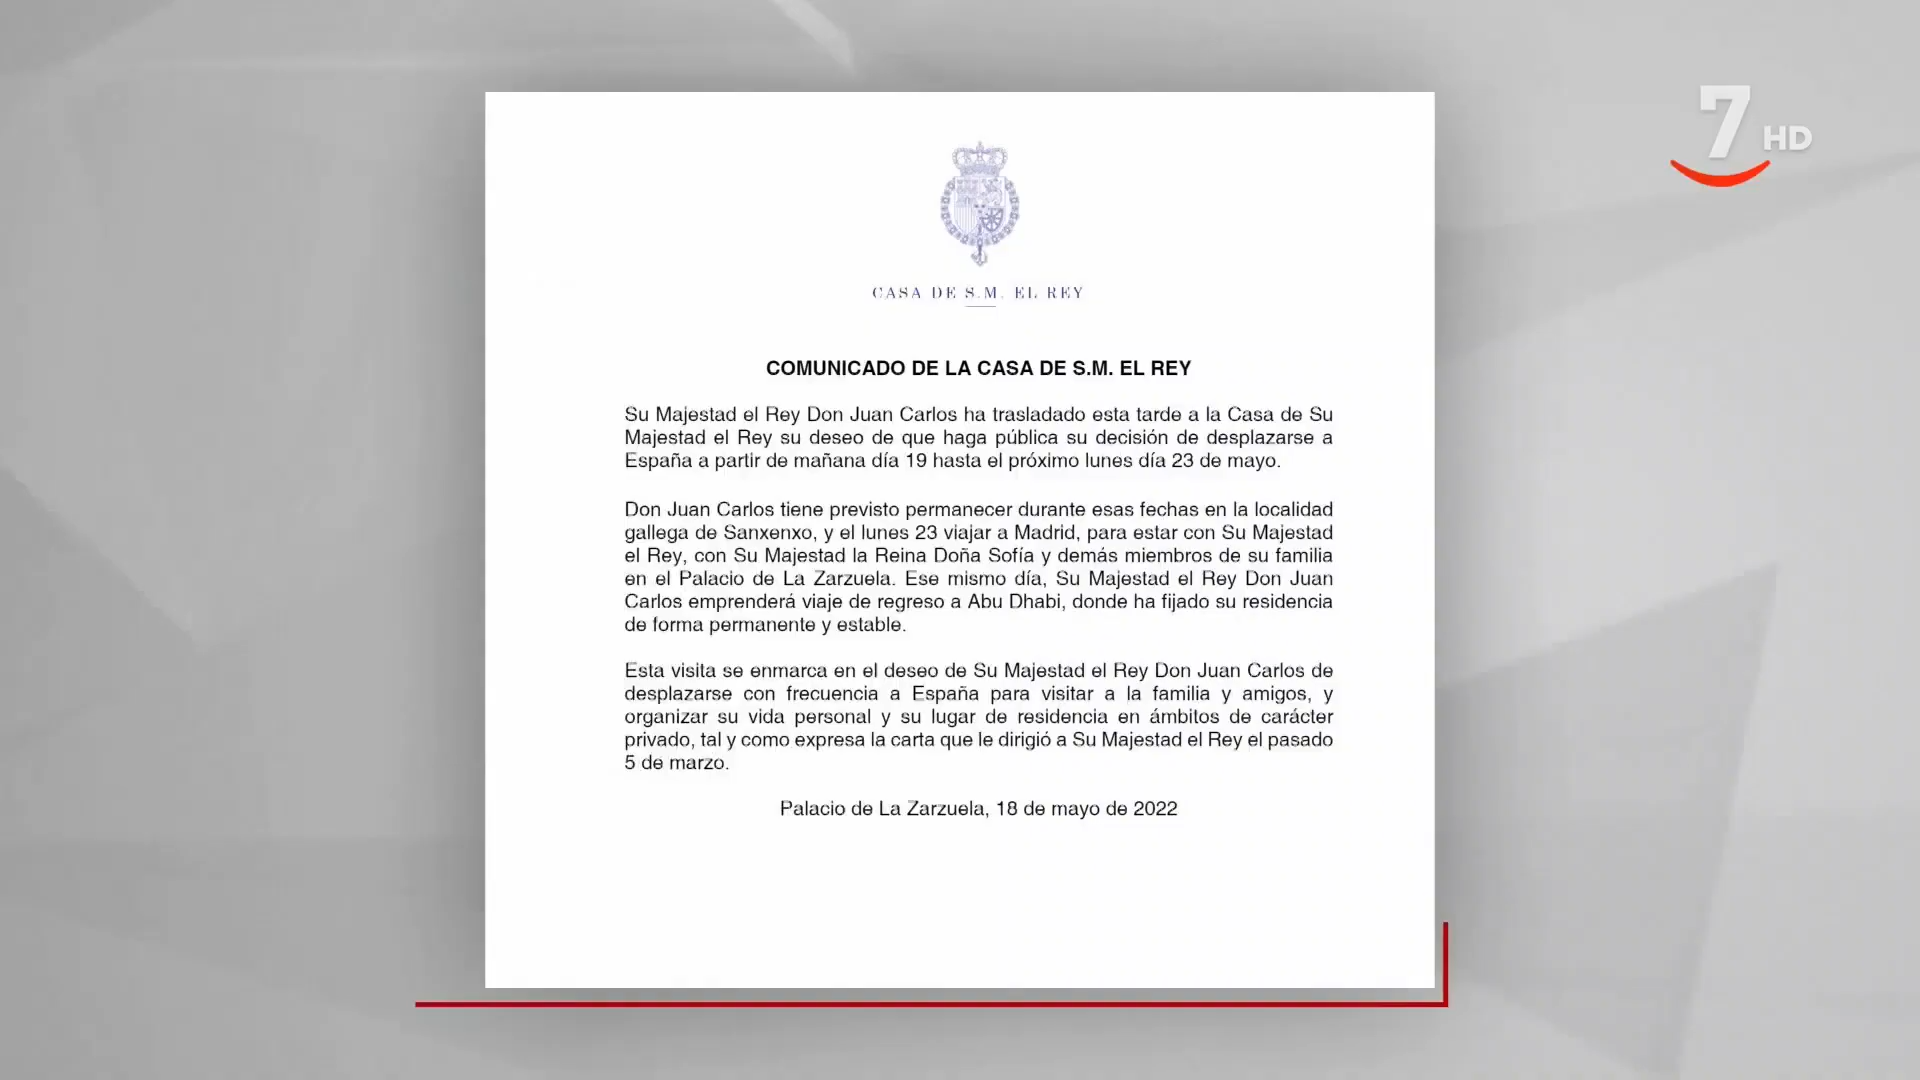 7 HD
CASA DE S.M. EL REY
COMUNICADO DE LA CASA DE S.M. EL REY
Su Majestad el Rey Don Juan Carlos ha trasladado esta tarde a la Casa de Su
Majestad el Rey su deseo de que haga pública su decisión de desplazarse a
España a partir de mañana día 19 hasta el próximo lunes día 23 de mayo.
Don Juan Carlos tiene previsto permanecer durante esas fechas en la localidad
gallega de Sanxenxo, y el lunes 23 viajar a Madrid, para estar con Su Majestad
el Rey, con Su Majestad la Reina Doña Sofía y demás miembros de su familia
en el Palacio de La Zarzuela. Ese mismo día, Su Majestad el Rey Don Juan
Carlos emprenderá viaje de regreso a Abu Dhabi, donde ha fijado su residencia
de forma permanente y estable.
Esta visita se enmarca en el deseo de Su Majestad el Rey Don Juan Carlos de
desplazarse con frecuencia a España para visitar a la familia y amigos, y
organizar su vida personal y su lugar de residencia en ámbitos de carácter
privado, tal y como expresa la carta que le dirigió a Su Majestad el Rey el pasado
5 de marzo.
Palacio de La Zarzuela, 18 de mayo de 2022